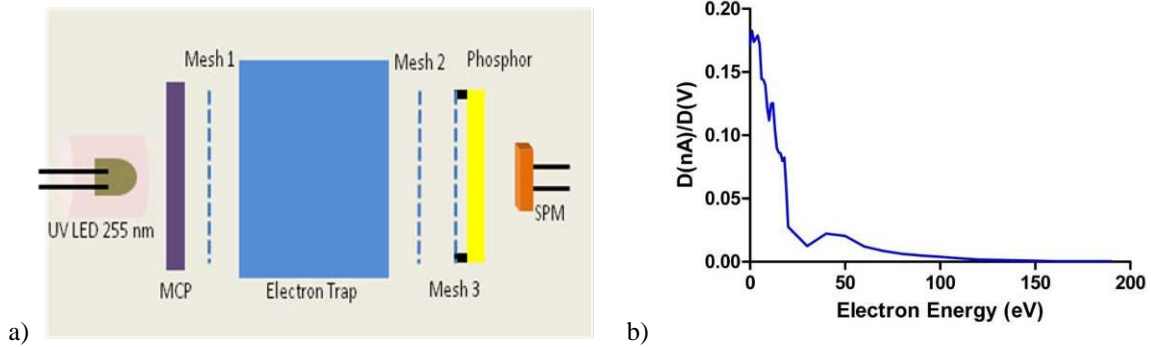 Mesh 1
Mesh 2
Phosphor
UV LED 255 nm
SPM
MCP
Electron Trap
Mesh 3
a)
0.20
0.15
0.10
0.05
0.00
D(nA)/D(V)
0
50
100
150
200
Electron Energy (eV)
b)